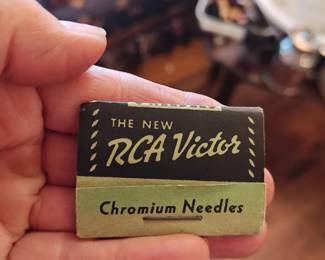 THE NEW
RCA Victor
Chromium Needles